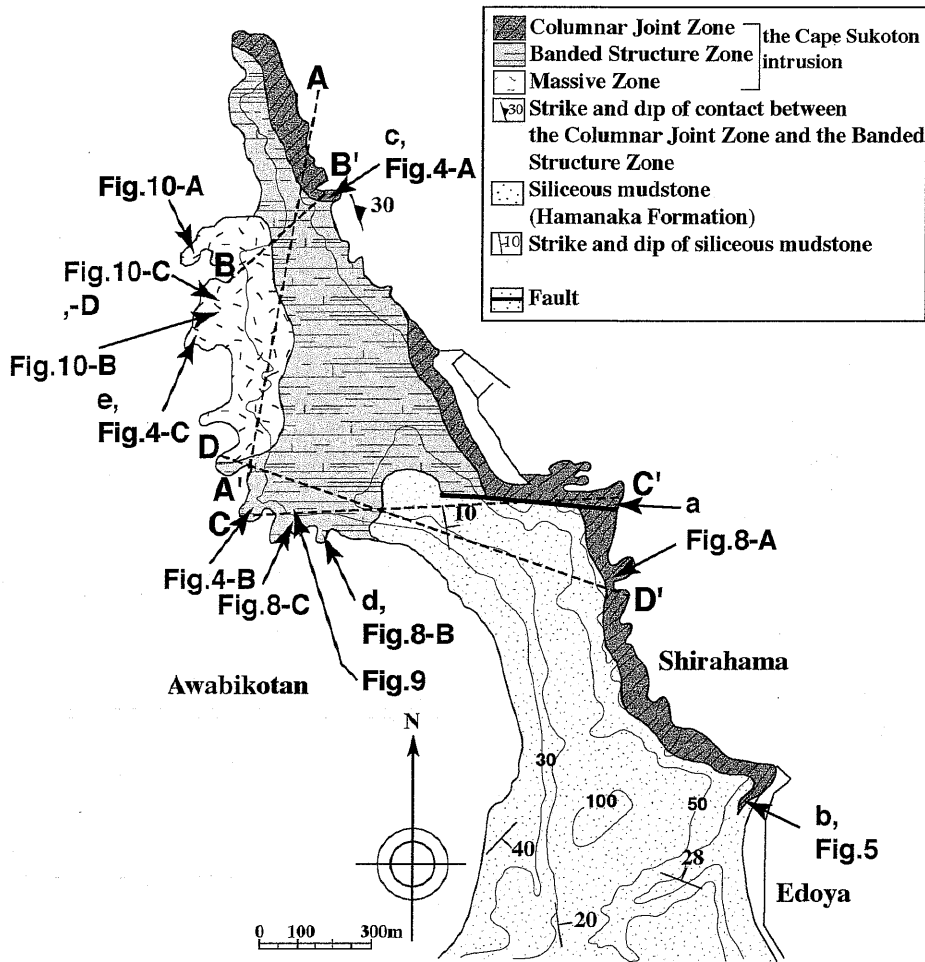 Columnar Joint Zone
Banded Structure Zone
Massive Zone
the Cape Sukoton
intrusion
30 Strike and dip of contact between
the Columnar Joint Zone and the Banded
Structure Zone
Siliceous mudstone
(Hamanaka Formation)
10 Strike and dip of siliceous mudstone
Fault
A
B'
c,
Fig.4-A
30
Fig.10-A
B
Fig.10-C
,-D
Fig.10-B
e,
Fig.4-C
D
A'
C
C'
a
10
Fig.8-A
D'
Fig.4-B
Fig.8-C
d,
Fig.8-B
Fig.9
Awabikotan
Shirahama
N
30
100
50
40
28
20
b,
Fig.5
Edoya
0 100 300m